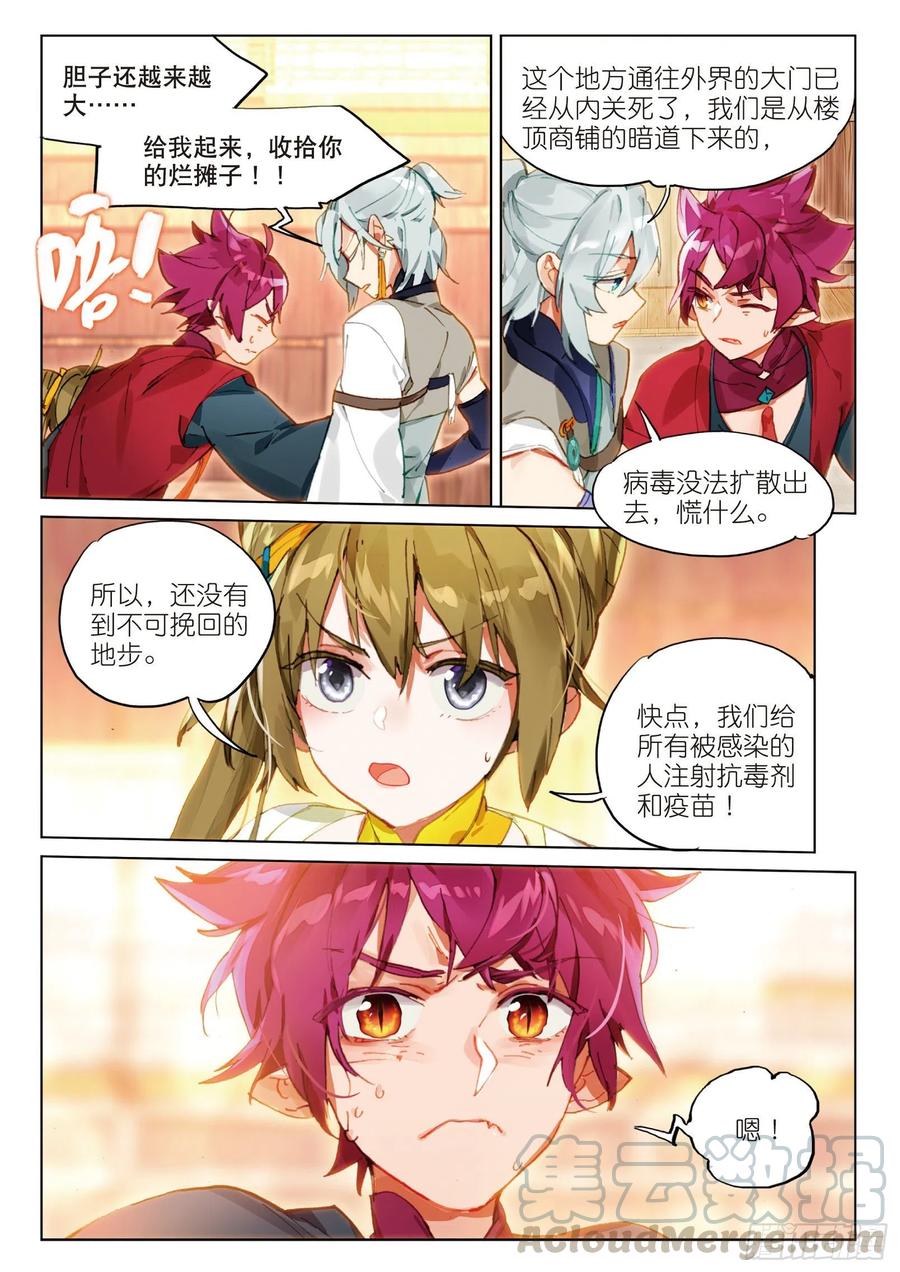 胆子还越来越
大……
给我起来，收拾你
的烂摊子！！
唔！
这个地方通往外界的大门已
经从内关死了，我们是从楼
顶商铺的暗道下来的，
病毒没法扩散出
去，慌什么。
所以，还没有
到不可挽回的
地步。
快点，我们给
所有被感染的
人注射抗毒剂
和疫苗！
嗯！
集云数据
AcloudMerge.com